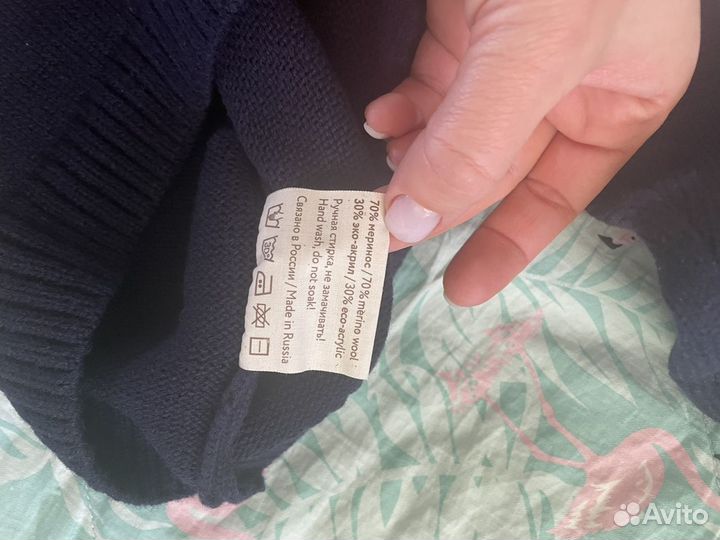 70% меринос / 70% merino wool
30% эко-акрил / 30% eco-acrylic
Ручная стирка, не замачивать!
Hand wash, do not soak!
30°
Связано в России / Made in Russia
Avito